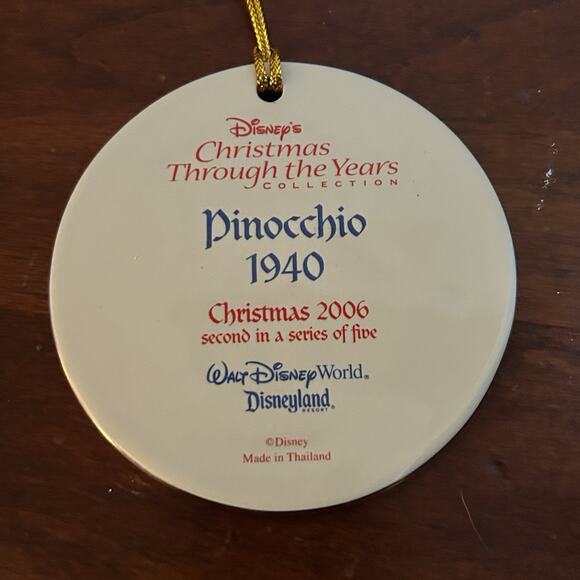 Disney's
Christmas
Through the Years
COLLECTION
Pinocchio
1940
Christmas 2006
second in a series of five
Walt Disney World®
Disneyland®
RESORT
©Disney
Made in Thailand